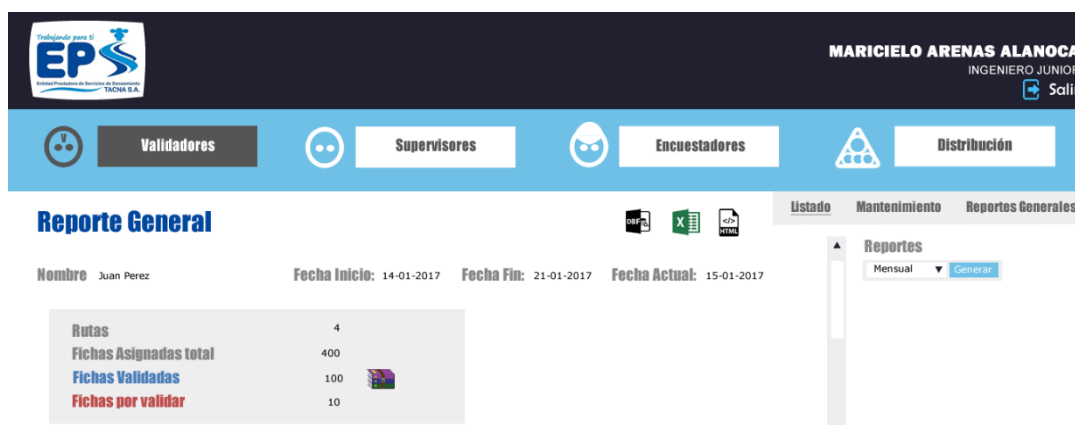 Trabajando para ti
EPS
Entidad Prestadora de Servicios de Saneamiento
TACNA S.A.
MARICIELO ARENAS ALANOCA
INGENIERO JUNIOR
Sali
Validadores
Supervisores
Encuestadores
Distribución
Reporte General
DBF
X
</>
HTML
Listado Mantenimiento Reportes Generales
Nombre Juan Perez Fecha Inicio: 14-01-2017 Fecha Fin: 21-01-2017 Fecha Actual: 15-01-2017
Reportes
Mensual Generar
Rutas 4
Fichas Asignadas total 400
Fichas Validadas 100
Fichas por validar 10